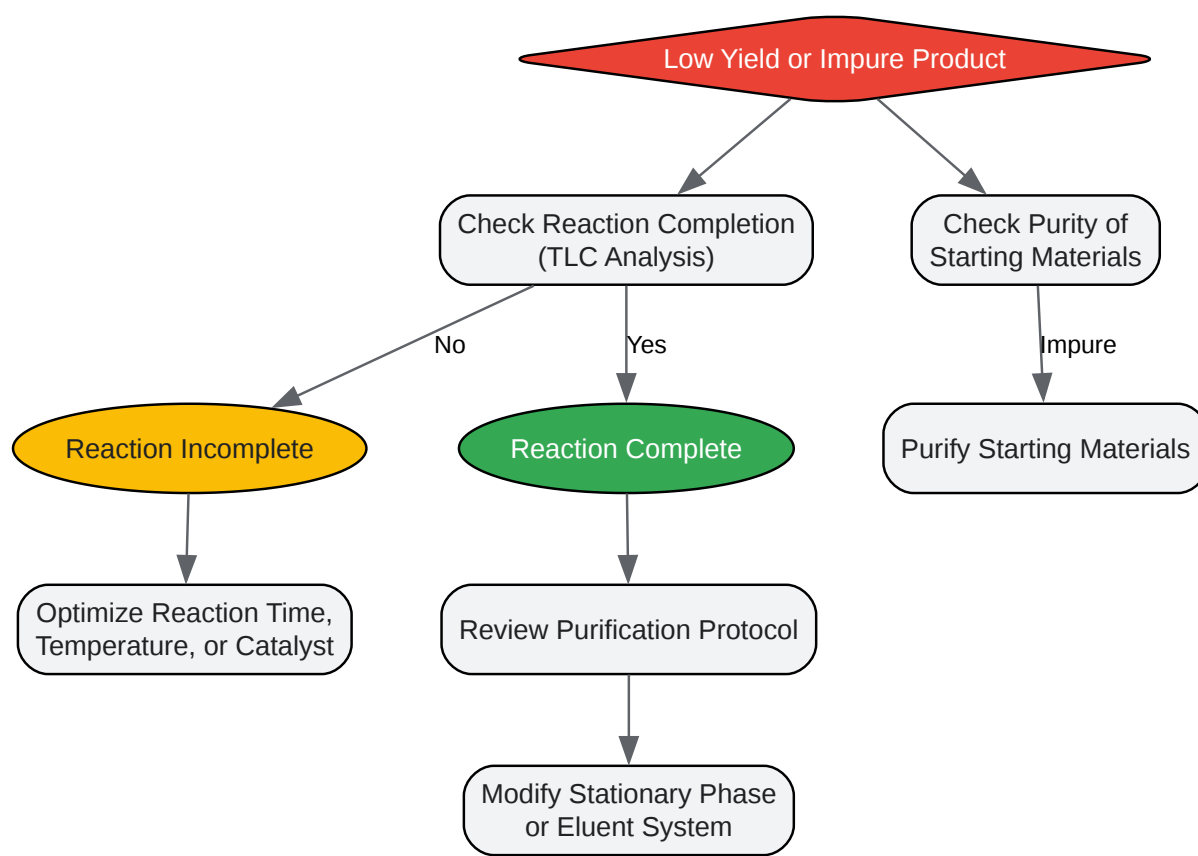 Low Yield or Impure Product
Check Reaction Completion
(TLC Analysis)
Check Purity of
Starting Materials
No
Yes
Impure
Reaction Incomplete
Reaction Complete
Purify Starting Materials
Optimize Reaction Time,
Temperature, or Catalyst
Review Purification Protocol
Modify Stationary Phase
or Eluent System